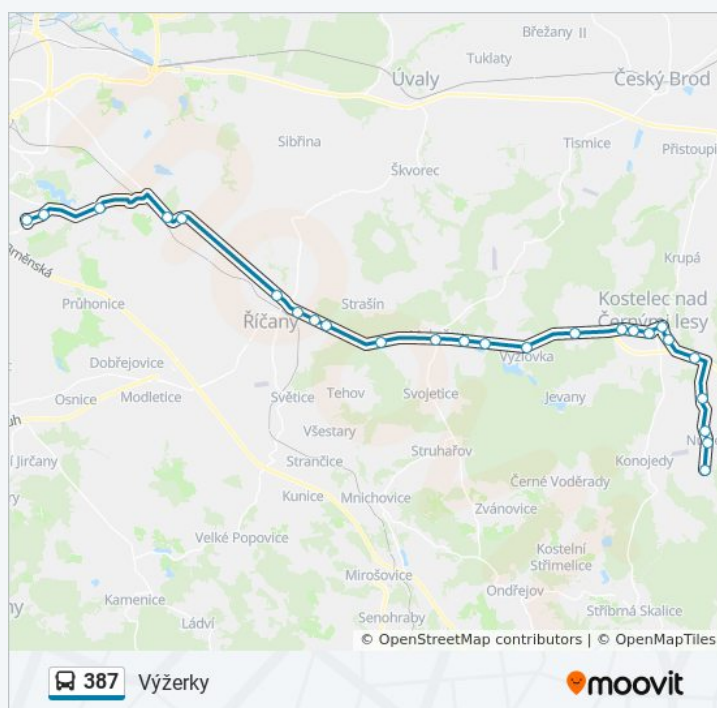 Břežany II
Tuklaty
Úvaly
Český Brod
Sibřina
Tismice
Přistoupi
Škvorec
Krupá
Průhonice
Strašín
Kostelec nad
Černými lesy
Říčany
Dobřejovice
Vyžlovka
Osnice
Modletice
Světice
Tehov
Svojetice
Jevany
Všestary
Struhařov
í Jirčany
Strančice
Konojedy
Kunice
Mnichovice
Černé Voděrady
Zvánovice
Velké Popovice
Mirošovice
Kostelní
Střimelice
Kamenice
Ondřejov
Ládví
Senohraby
Stříbrná Skalice
© OpenStreetMap contributors | © OpenMapTiles
387 Výžerky
moovit